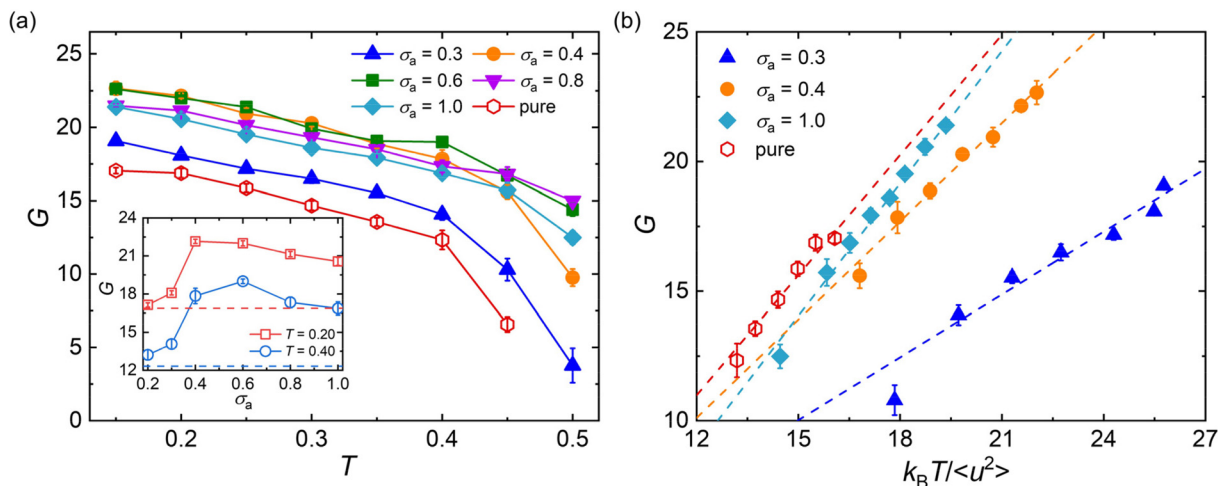 (a)
25
20
15
10
5
0
G
σa = 0.3 σa = 0.4
σa = 0.6 σa = 0.8
σa = 1.0 pure
24
21
18
15
12
G
T = 0.20
T = 0.40
0.2 0.4 0.6 0.8 1.0
σa
0.2 0.3 0.4 0.5
T
(b)
25
20
15
10
G
σa = 0.3
σa = 0.4
σa = 1.0
pure
12 15 18 21 24 27
kBT/<u²>